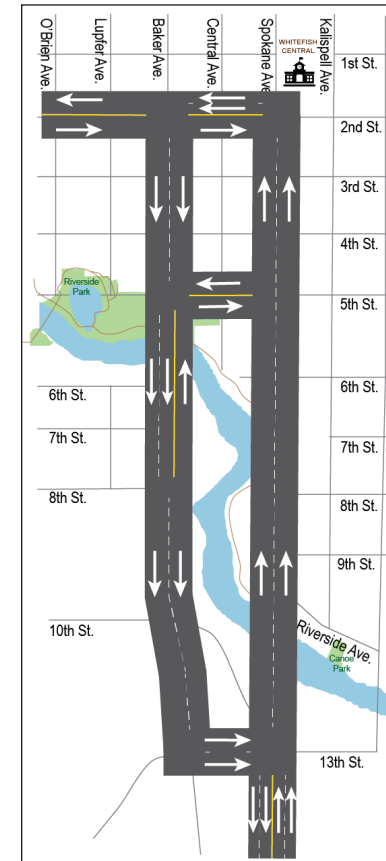 O'Brien Ave.
Lupfer Ave.
Baker Ave.
Central Ave.
Spokane Ave.
Kalispell Ave.
WHITEFISH
CENTRAL
1st St.
2nd St.
3rd St.
4th St.
Riverside
Park
5th St.
6th St.
6th St.
7th St.
7th St.
8th St.
8th St.
9th St.
10th St.
Riverside Ave.
Canoe
Park
13th St.